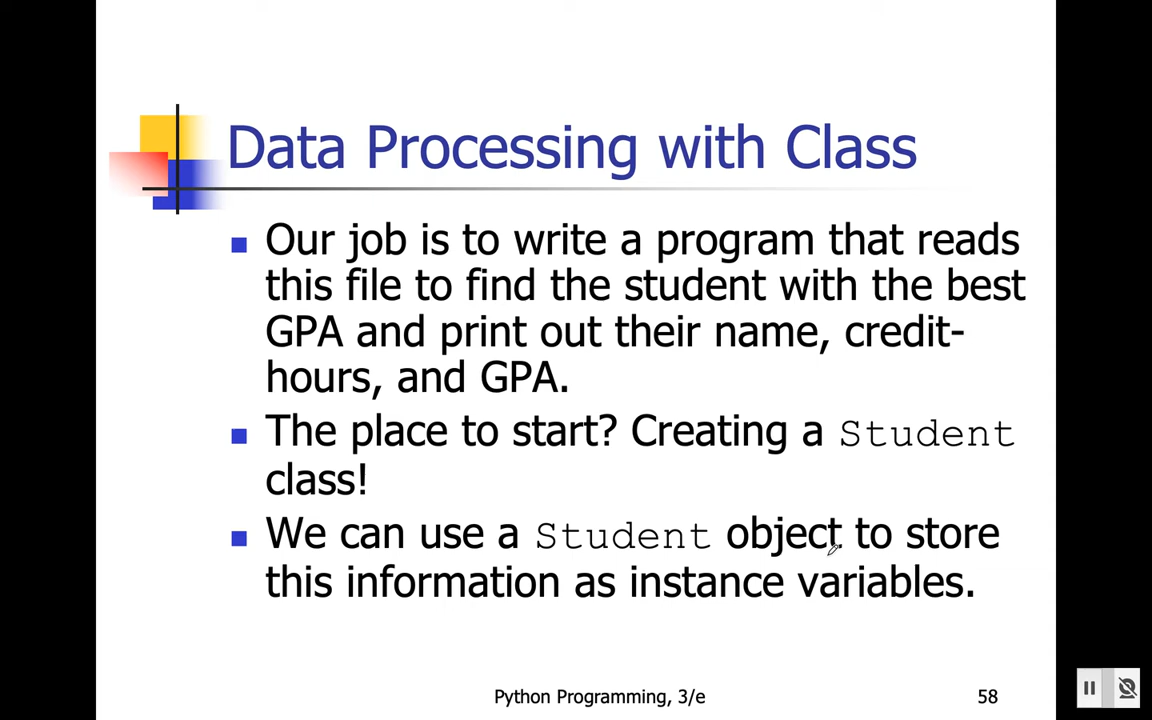 Data Processing with Class
Our job is to write a program that reads
this file to find the student with the best
GPA and print out their name, credit-
hours, and GPA.
The place to start? Creating a Student
class!
We can use a Student object to store
this information as instance variables.
Python Programming, 3/e
58